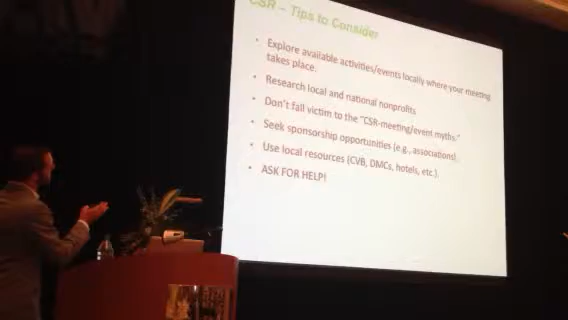 CSR – Tips to Consider
• Explore available activities/events locally where your meeting
takes place.
• Research local and national nonprofits
• Don't fall victim to the "CSR-meeting/event myths."
• Seek sponsorship opportunities (e.g., associations).
• Use local resources (CVB, DMCs, hotels, etc.).
• ASK FOR HELP!